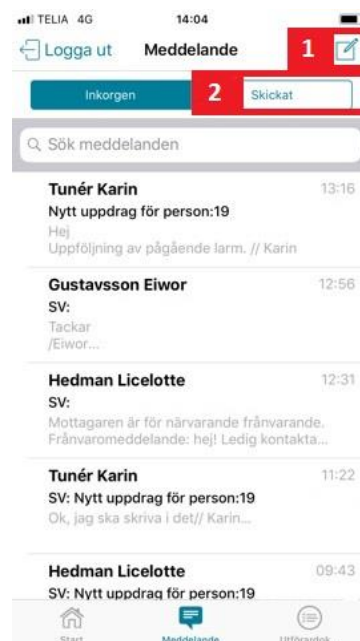 TELIA 4G 14:04
Logga ut Meddelande 1
Inkorgen 2 Skickat
Sök meddelanden
Tunér Karin 13:16
Nytt uppdrag för person:19
Hej
Uppföljning av pågående larm. // Karin
Gustavsson Eiwor 12:56
SV:
Tackar
/Eiwor...
Hedman Licelotte 12:31
SV:
Mottagaren är för närvarande frånvarande.
Frånvaromeddelande: hej! Ledig kontakta...
Tunér Karin 11:22
SV: Nytt uppdrag för person:19
Ok, jag ska skriva i det// Karin...
Hedman Licelotte 09:43
SV: Nytt uppdrag för person:19
Start Meddelande Utförardok